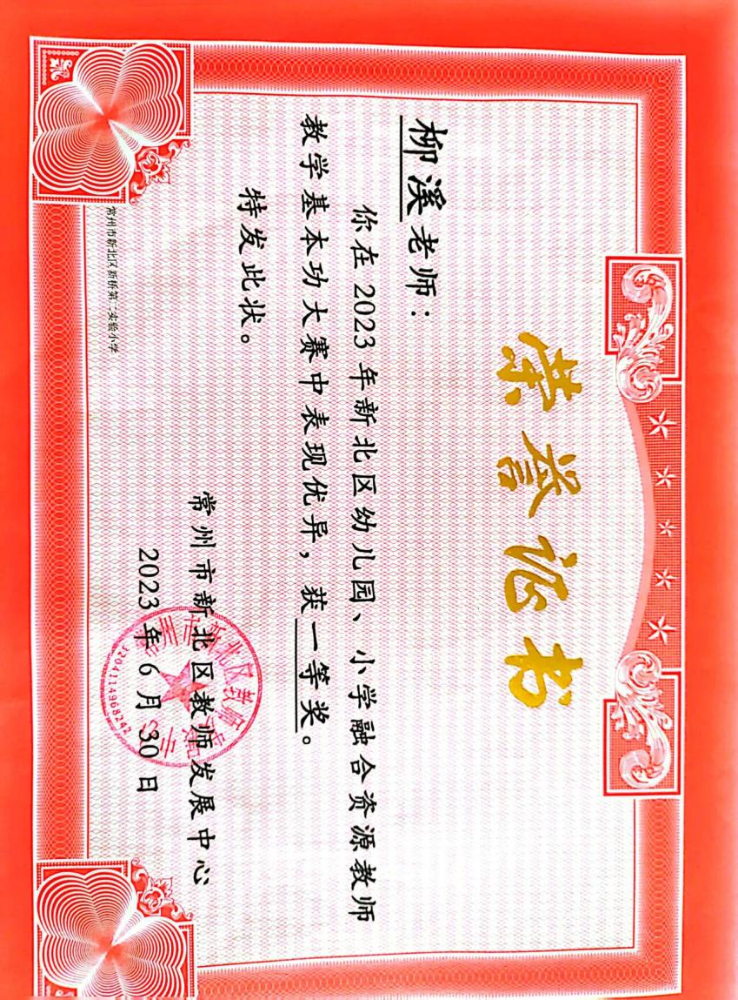 荣誉证书
柳溪老师：
你在2023年新北区幼儿园、小学融合资源教师
教学基本功大赛中表现优异，获一等奖。
特发此状。
常州市新北区教师发展中心
2023年6月30日
常州市新北区新桥第二实验小学
3204114968242